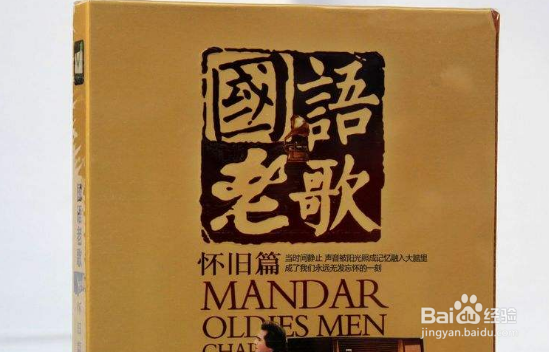 國語
老歌
怀旧篇
当时间静止 声音被阳光照成记忆融入大脑里
成了我们永远无发忘怀的一刻
MANDAR
OLDIES MEN
Baidu经验
jingyan.baidu.com